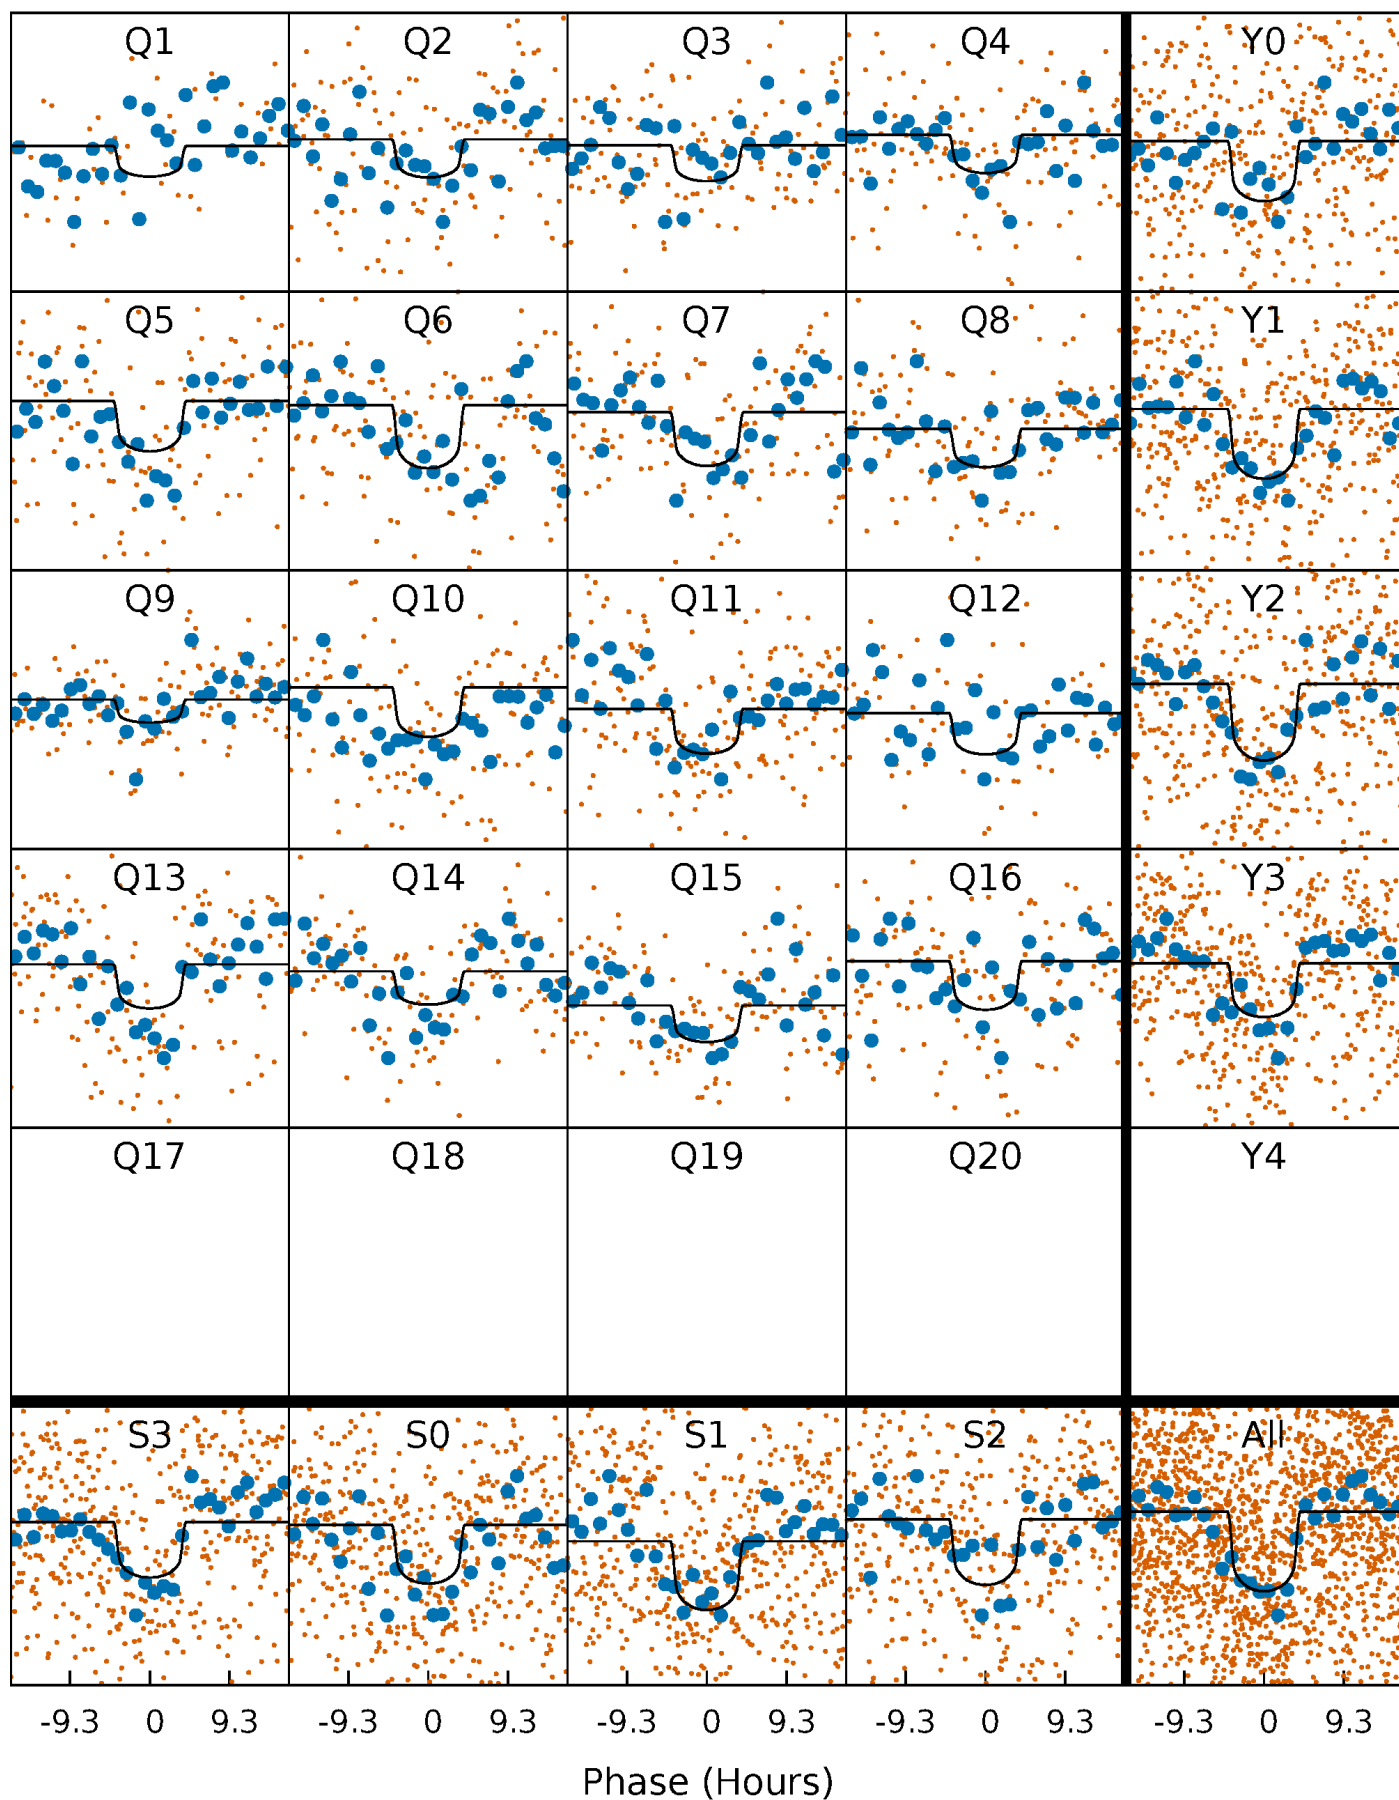 Q1 Q2 Q3 Q4 Y0
Q5 Q6 Q7 Q8 Y1
Q9 Q10 Q11 Q12 Y2
Q13 Q14 Q15 Q16 Y3
Q17 Q18 Q19 Q20 Y4
S3 S0 S1 S2 All
-9.3 0 9.3 -9.3 0 9.3 -9.3 0 9.3 -9.3 0 9.3 -9.3 0 9.3
Phase (Hours)